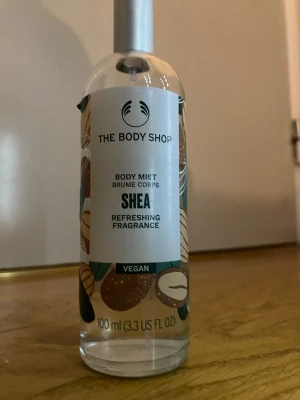 THE BODY SHOP
BODY MIST
BRUME CORPS
SHEA
REFRESHING
FRAGRANCE
VEGAN
100 ml (3.3 US FL OZ)